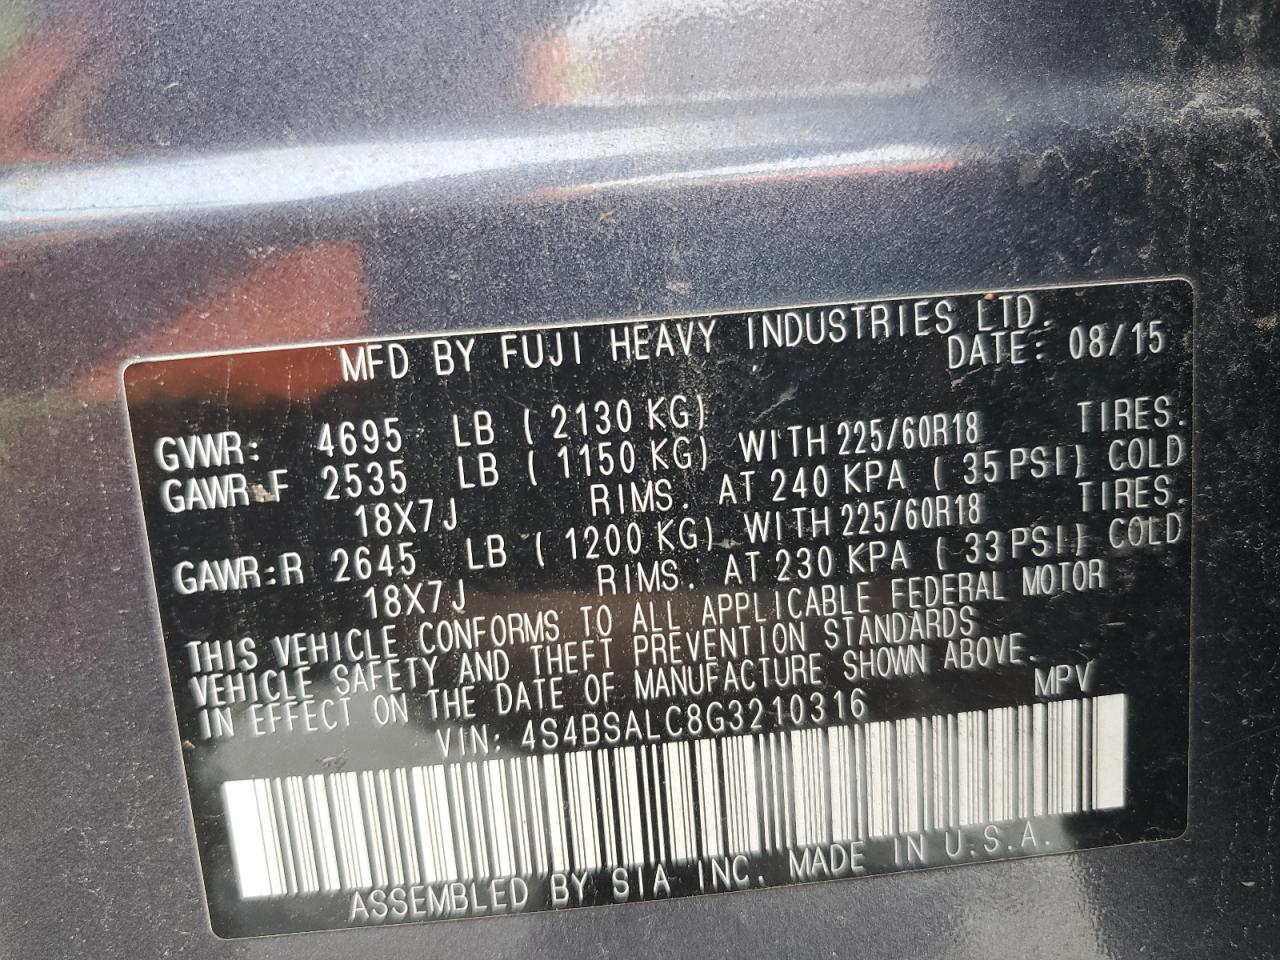 MFD BY FUJI HEAVY INDUSTRIES LTD.
DATE: 08/15
GVWR: 4695 LB ( 2130 KG)
GAWR:F 2535 LB ( 1150 KG) WITH 225/60R18 TIRES.
18X7J RIMS. AT 240 KPA ( 35PSI) COLD
GAWR:R 2645 LB ( 1200 KG) WITH 225/60R18 TIRES.
18X7J RIMS. AT 230 KPA ( 33PSI) COLD
THIS VEHICLE CONFORMS TO ALL APPLICABLE FEDERAL MOTOR
VEHICLE SAFETY AND THEFT PREVENTION STANDARDS
IN EFFECT ON THE DATE OF MANUFACTURE SHOWN ABOVE.
VIN: 4S4BSALC8G3210316 MPV
ASSEMBLED BY SIA INC. MADE IN U.S.A.